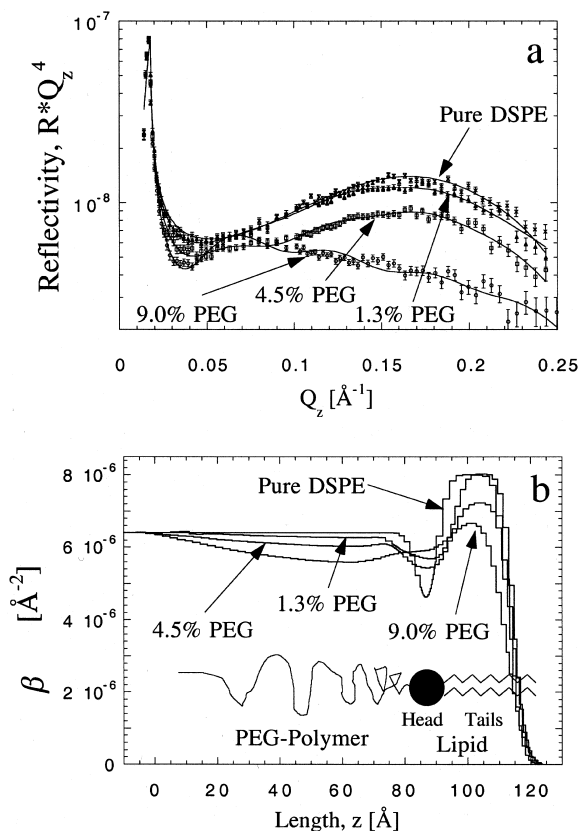 10^-7
a
Pure DSPE
Reflectivity, R*Q_z^4
10^-8
9.0% PEG
4.5% PEG
1.3% PEG
0 0.05 0.1 0.15 0.2 0.25
Q_z [Å^-1]
8 10^-6
b
Pure DSPE
6 10^-6
4.5% PEG
1.3% PEG
9.0% PEG
4 10^-6
β [Å^-2]
2 10^-6
Head Tails
PEG-Polymer
Lipid
0
0 20 40 60 80 100 120
Length, z [Å]